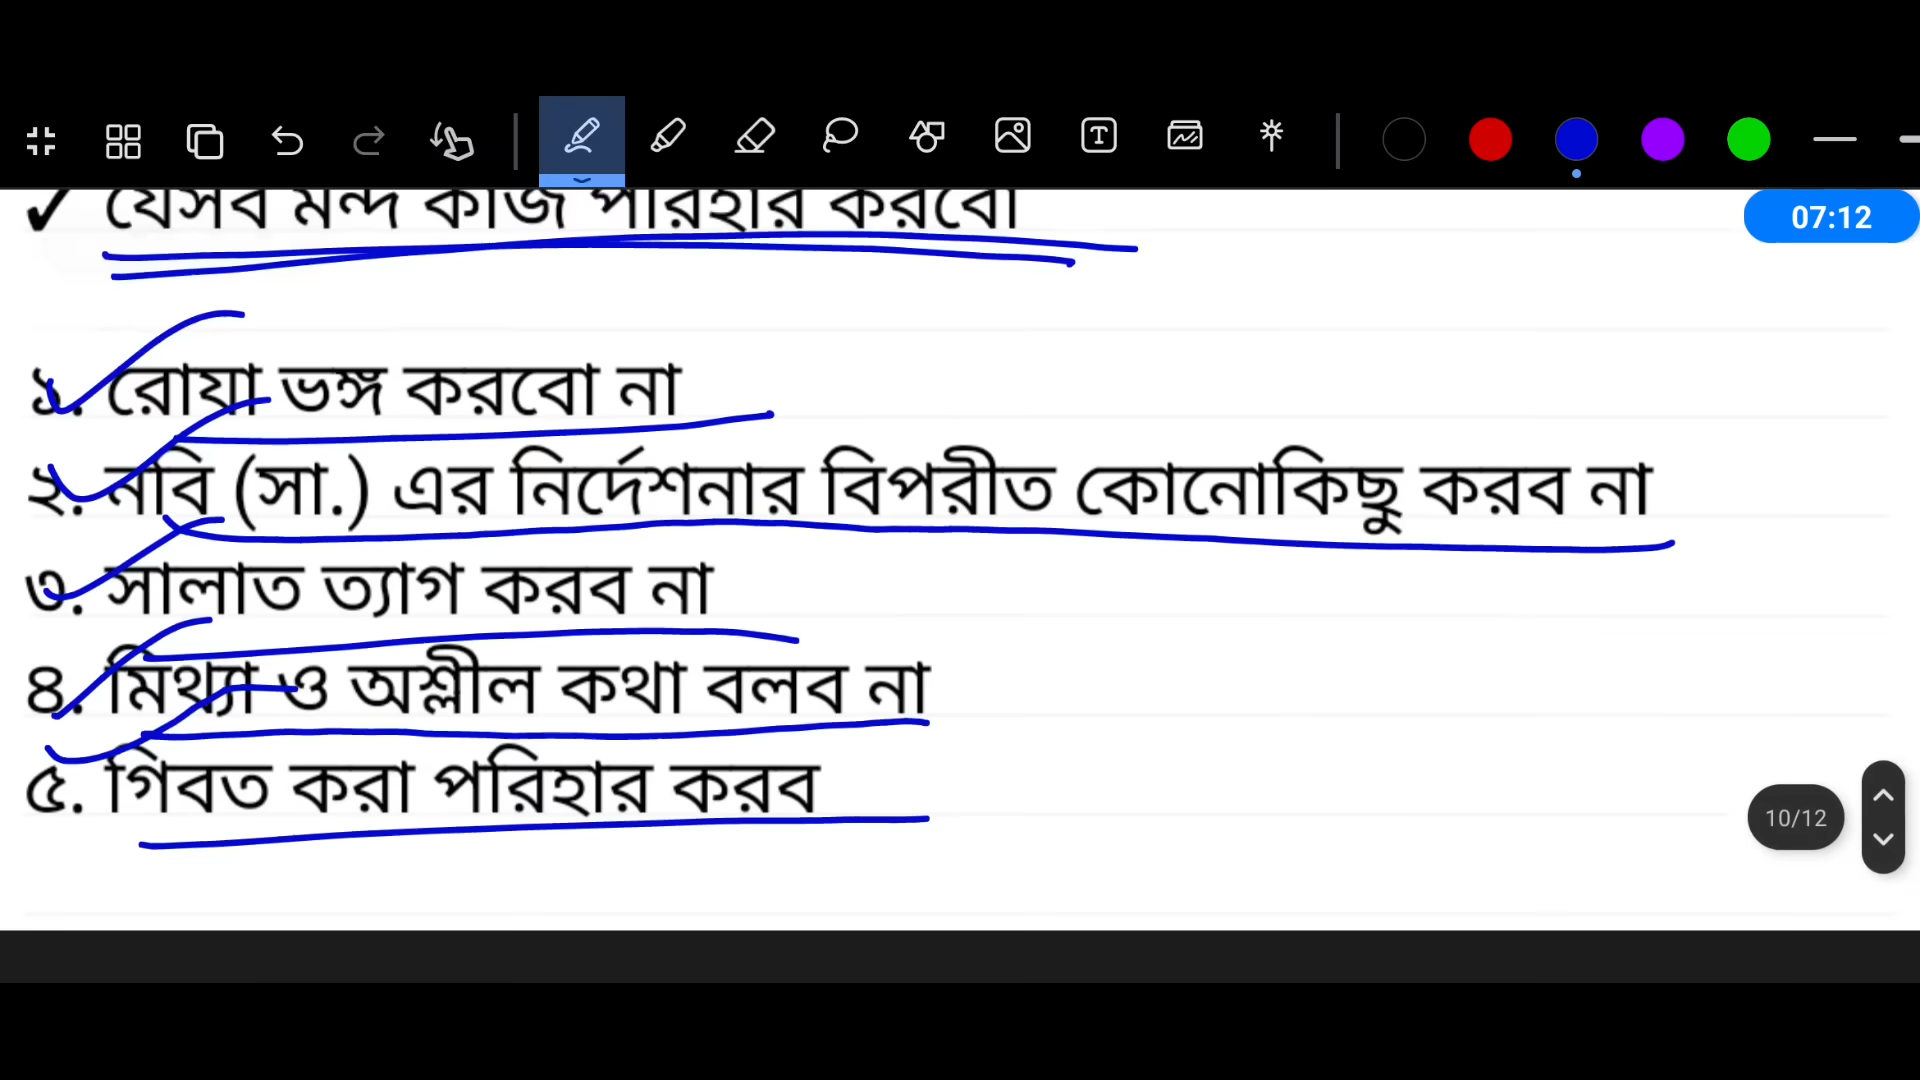 07:12
✓ যেসব মন্দ কাজ পরিহার করবো
১. রোযা ভঙ্গ করবো না
২. নবি (সা.) এর নির্দেশনার বিপরীত কোনোকিছু করব না
৩. সালাত ত্যাগ করব না
৪. মিথ্যা ও অশ্লীল কথা বলব না
৫. গিবত করা পরিহার করব
10/12